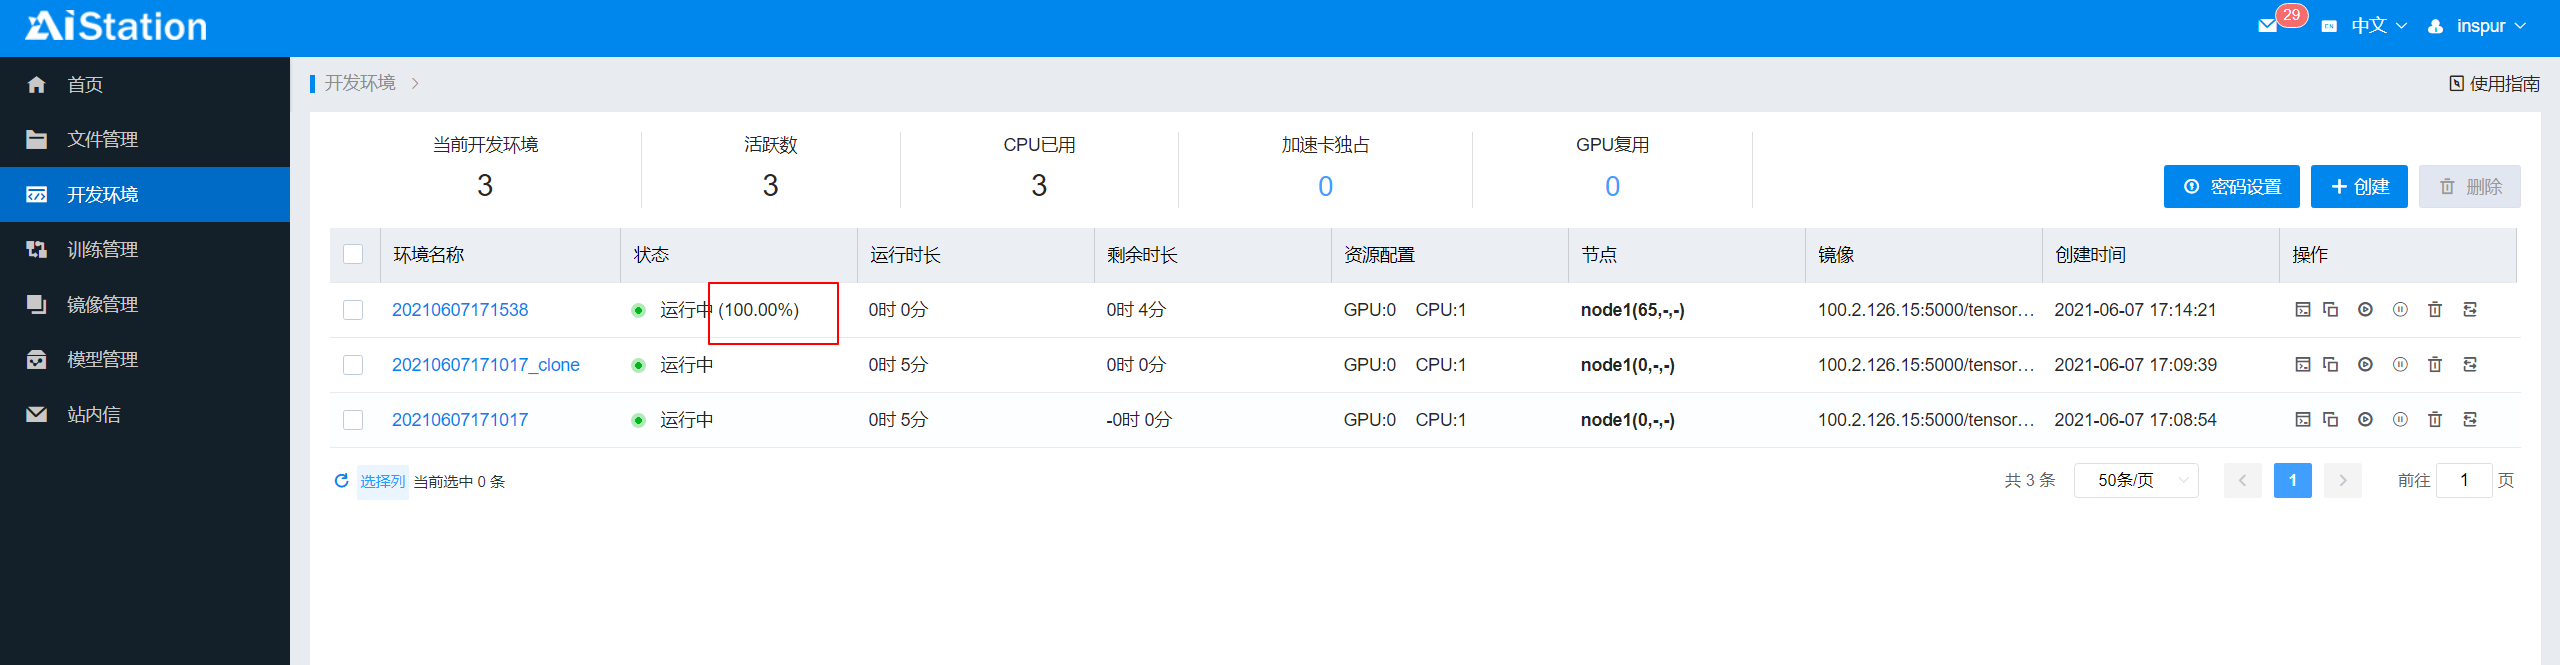 AiStation
29
中文
inspur
首页
文件管理
开发环境
训练管理
镜像管理
模型管理
站内信
开发环境
使用指南
当前开发环境 活跃数 CPU已用 加速卡独占 GPU复用
3 3 3 0 0
密码设置 创建 删除
环境名称 状态 运行时长 剩余时长 资源配置 节点 镜像 创建时间 操作
20210607171538 运行中 (100.00%) 0时 0分 0时 4分 GPU:0 CPU:1 node1(65,-,-) 100.2.126.15:5000/tensor... 2021-06-07 17:14:21
20210607171017_clone 运行中 0时 5分 0时 0分 GPU:0 CPU:1 node1(0,-,-) 100.2.126.15:5000/tensor... 2021-06-07 17:09:39
20210607171017 运行中 0时 5分 -0时 0分 GPU:0 CPU:1 node1(0,-,-) 100.2.126.15:5000/tensor... 2021-06-07 17:08:54
选择列 当前选中 0 条 共 3 条 50条/页 1 前往 1 页